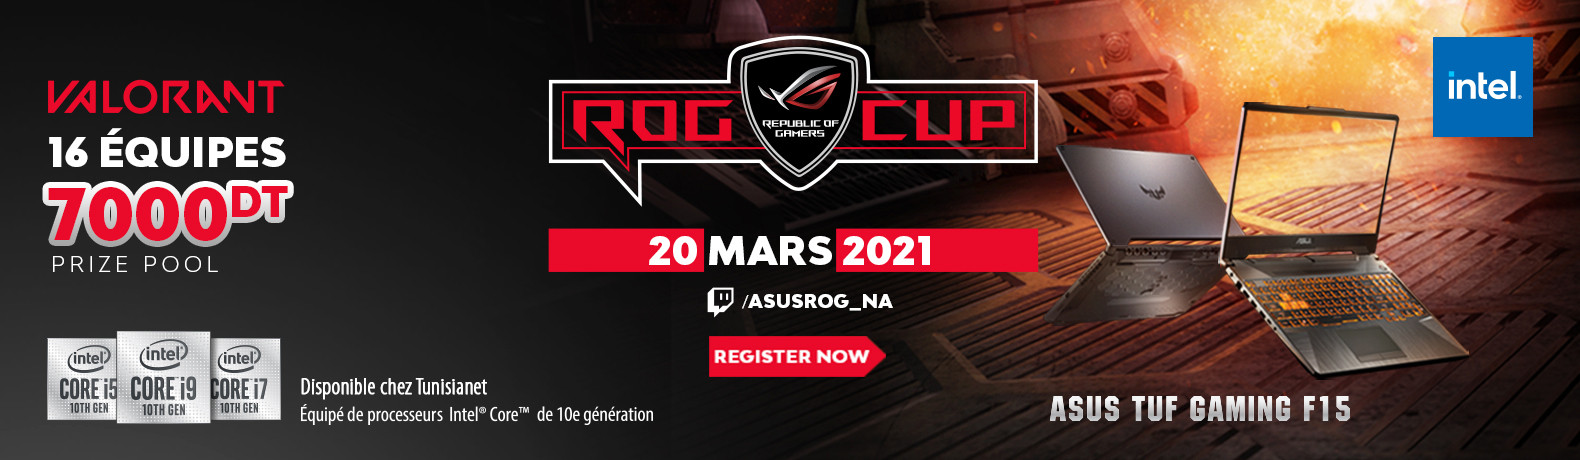 VALORANT
16 ÉQUIPES
7000DT
PRIZE POOL
intel
CORE i5
10TH GEN
intel
CORE i9
10TH GEN
intel
CORE i7
10TH GEN
Disponible chez Tunisianet
Équipé de processeurs Intel® Core™ de 10e génération
ROG CUP
REPUBLIC OF
GAMERS
20 MARS 2021
/ASUSROG_NA
REGISTER NOW
intel.
ASUS
ASUS TUF GAMING F15